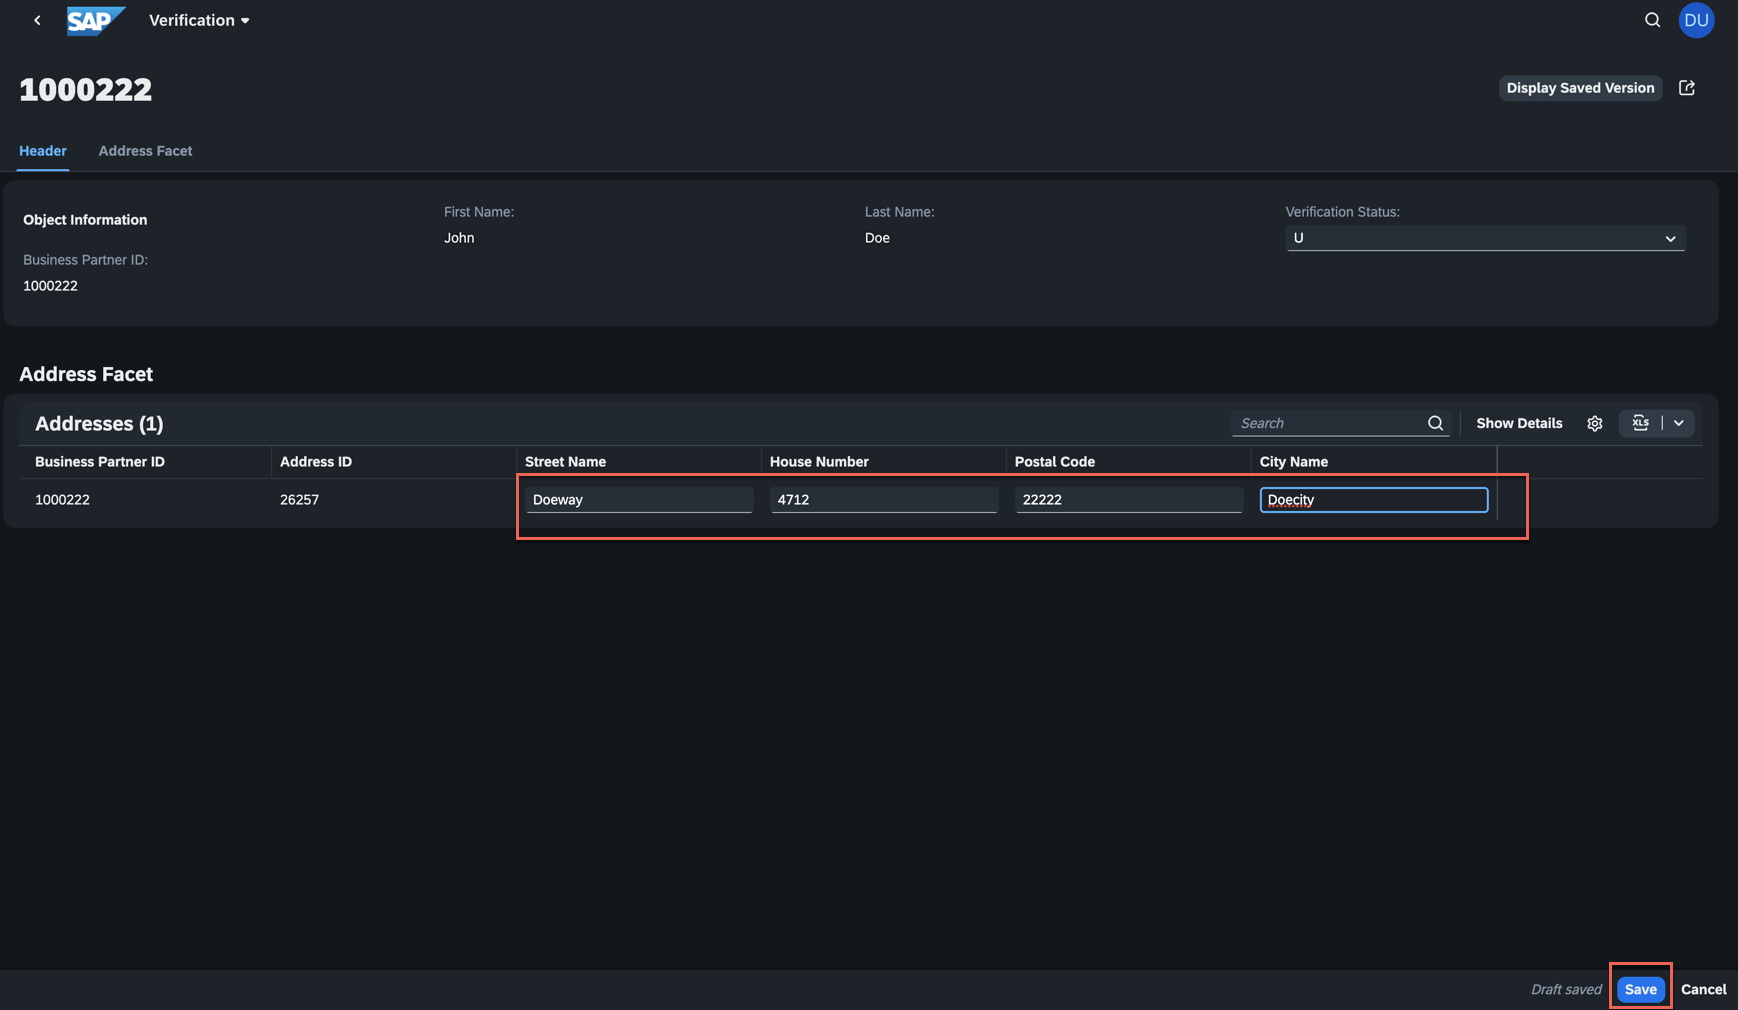 SAP Verification
DU
1000222
Display Saved Version
Header Address Facet
Object Information
Business Partner ID:
1000222
First Name:
John
Last Name:
Doe
Verification Status:
U
Address Facet
Addresses (1)
Search Show Details XLS
Business Partner ID Address ID Street Name House Number Postal Code City Name
1000222 26257 Doeway 4712 22222 Doecity
Draft saved Save Cancel